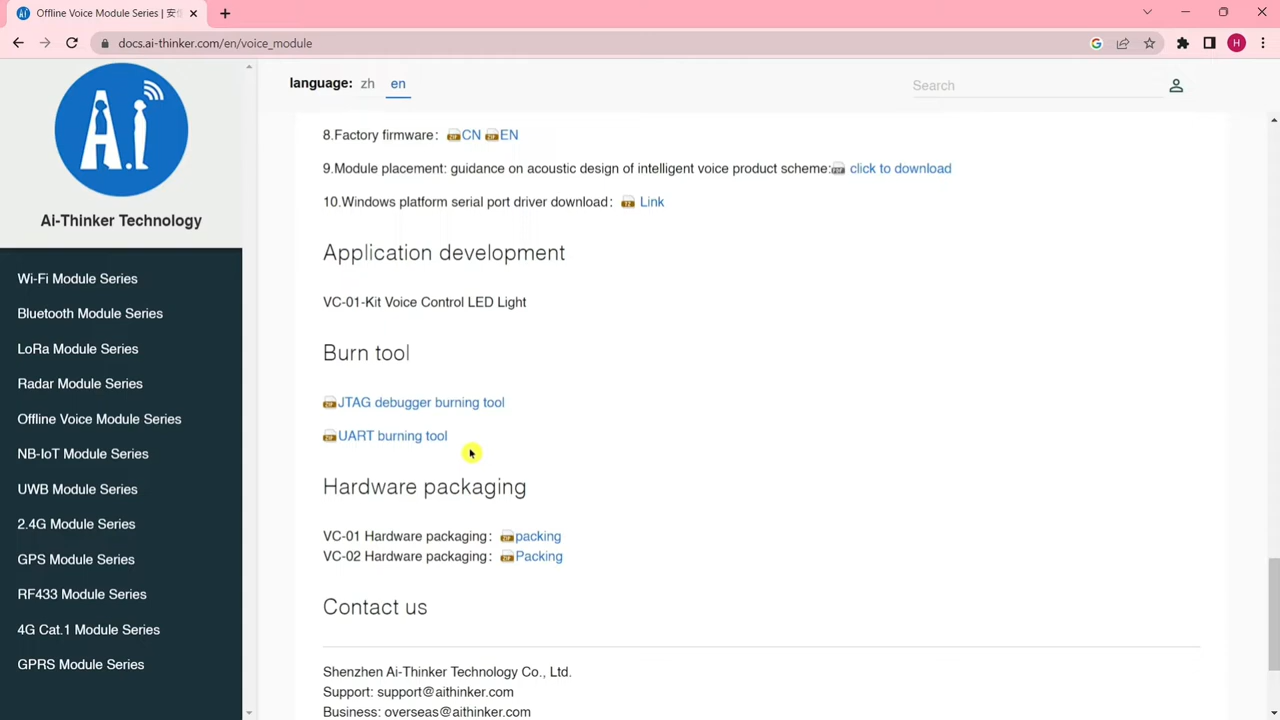 Offline Voice Module Series | 安
docs.ai-thinker.com/en/voice_module
H
Ai
Ai-Thinker Technology
Wi-Fi Module Series
Bluetooth Module Series
LoRa Module Series
Radar Module Series
Offline Voice Module Series
NB-IoT Module Series
UWB Module Series
2.4G Module Series
GPS Module Series
RF433 Module Series
4G Cat.1 Module Series
GPRS Module Series
language: zh en
Search
8.Factory firmware： CN EN
9.Module placement: guidance on acoustic design of intelligent voice product scheme: click to download
10.Windows platform serial port driver download： Link
Application development
VC-01-Kit Voice Control LED Light
Burn tool
JTAG debugger burning tool
UART burning tool
Hardware packaging
VC-01 Hardware packaging： packing
VC-02 Hardware packaging： Packing
Contact us
Shenzhen Ai-Thinker Technology Co., Ltd.
Support: support@aithinker.com
Business: overseas@aithinker.com